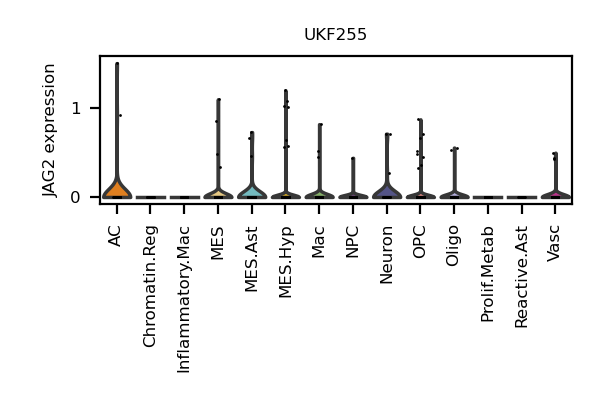 UKF255
JAG2 expression
1
0
AC
Chromatin.Reg
Inflammatory.Mac
MES
MES.Ast
MES.Hyp
Mac
NPC
Neuron
OPC
Oligo
Prolif.Metab
Reactive.Ast
Vasc